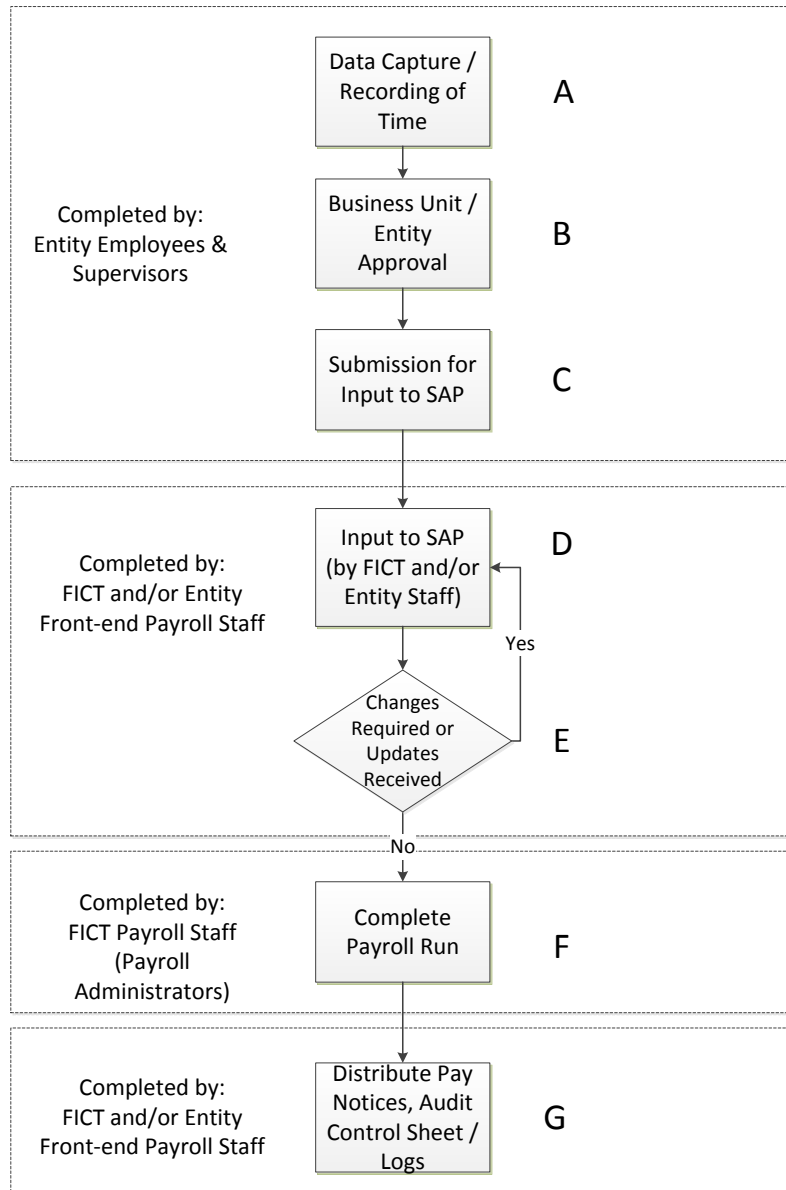 Data Capture /
Recording of
Time
A
Completed by:
Entity Employees &
Supervisors
Business Unit /
Entity
Approval
B
Submission for
Input to SAP
C
Completed by:
FICT and/or Entity
Front-end Payroll Staff
Input to SAP
(by FICT and/or
Entity Staff)
D
Yes
Changes
Required or
Updates
Received
E
No
Completed by:
FICT Payroll Staff
(Payroll
Administrators)
Complete
Payroll Run
F
Completed by:
FICT and/or Entity
Front-end Payroll Staff
Distribute Pay
Notices, Audit
Control Sheet /
Logs
G